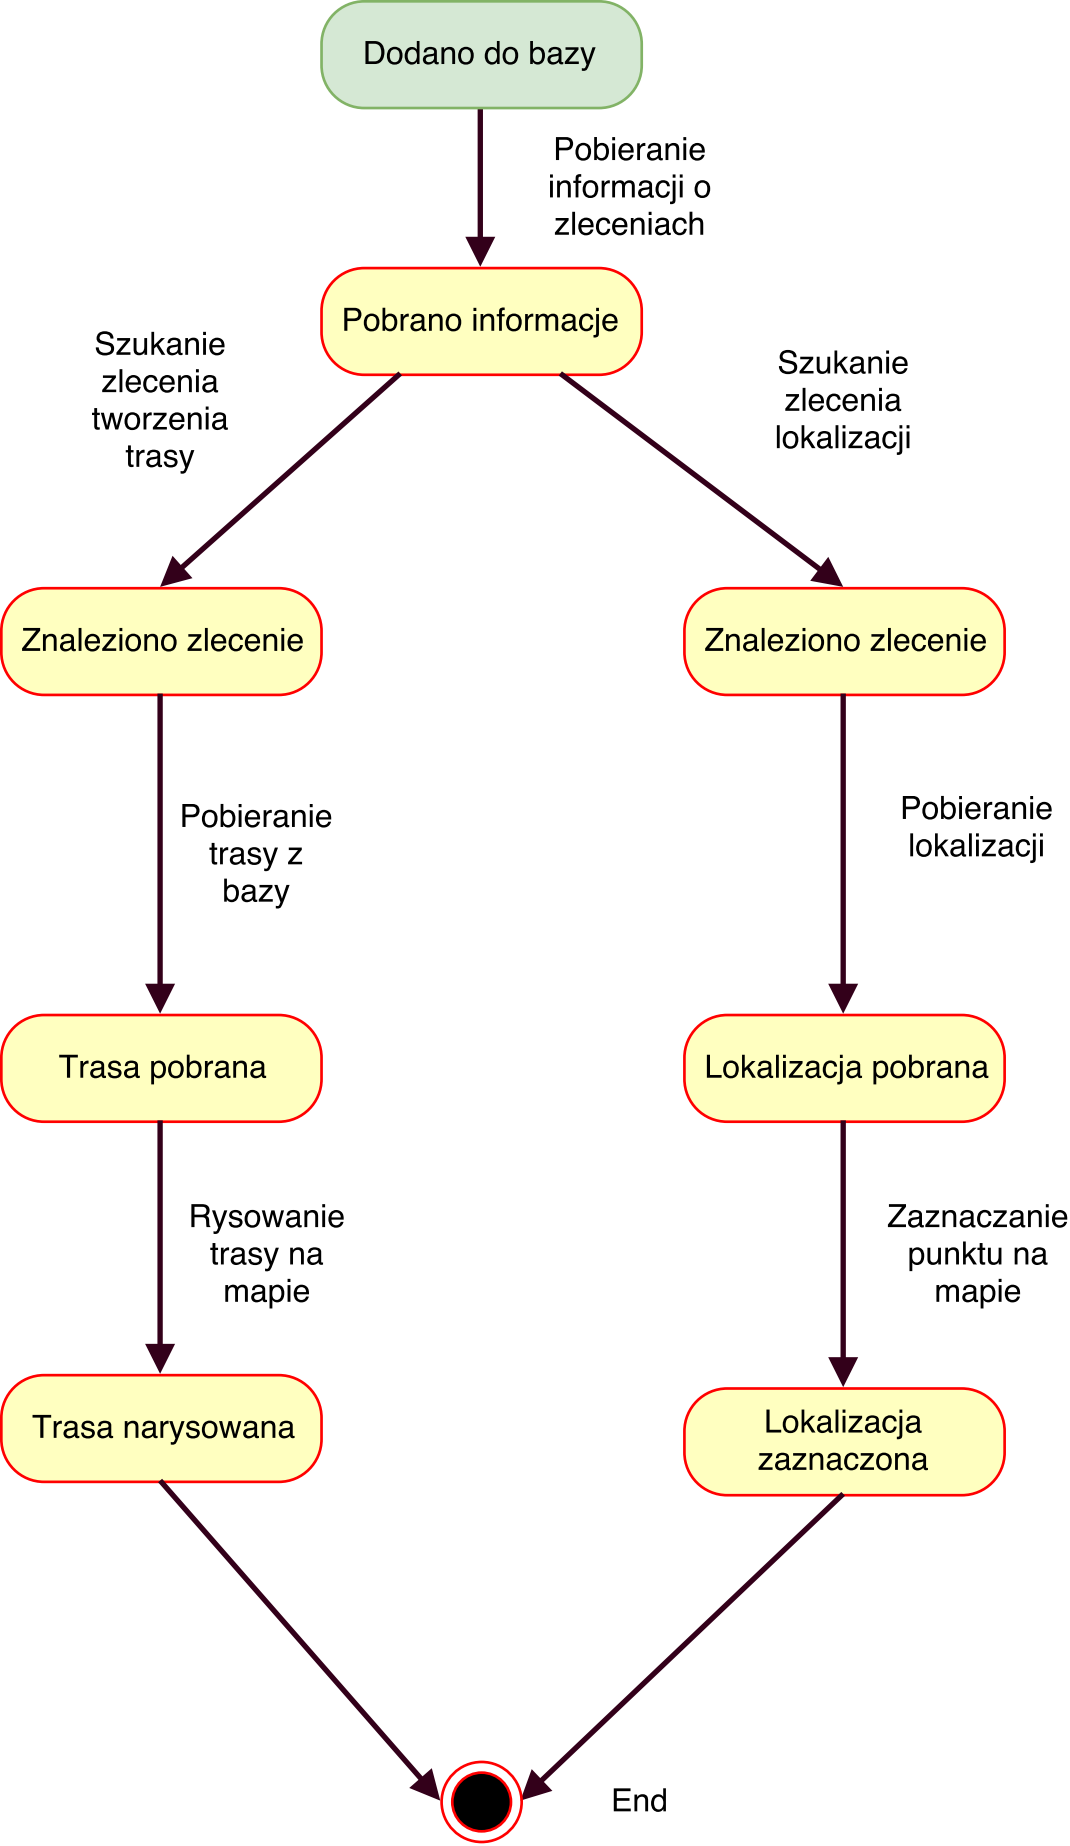 Dodano do bazy
Pobieranie
informacji o
zleceniach
Pobrano informacje
Szukanie
zlecenia
tworzenia
trasy
Szukanie
zlecenia
lokalizacji
Znaleziono zlecenie
Znaleziono zlecenie
Pobieranie
trasy z
bazy
Pobieranie
lokalizacji
Trasa pobrana
Lokalizacja pobrana
Rysowanie
trasy na
mapie
Zaznaczanie
punktu na
mapie
Trasa narysowana
Lokalizacja
zaznaczona
End